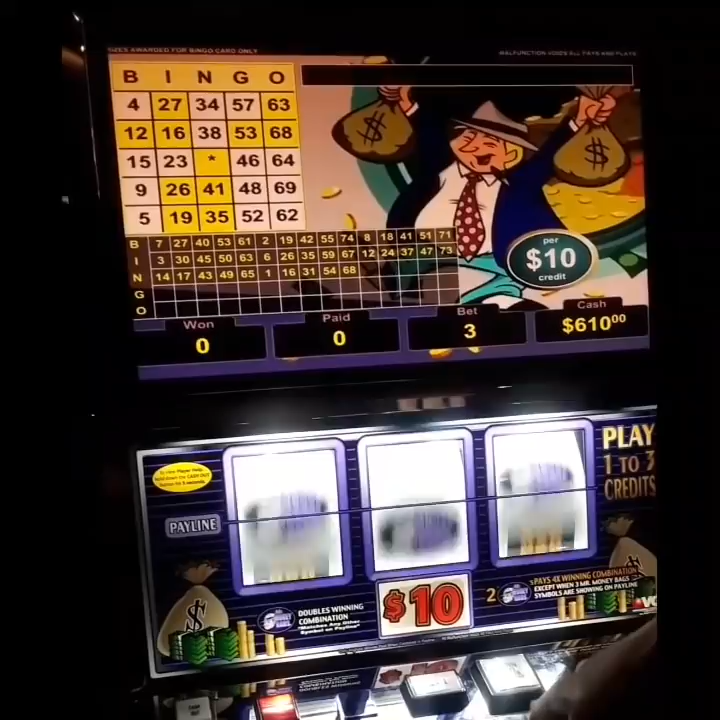 MALFUNCTION VOIDS ALL PAYS AND PLAYS
B I N G O
4 27 34 57 63
12 16 38 53 68
15 23 * 46 64
9 26 41 48 69
5 19 35 52 62
B 7 27 40 53 61 2 19 42 55 74 8 18 41 51 71
I 3 30 45 50 63 6 26 35 59 67 12 24 37 47 73
N 14 17 43 49 65 1 16 31 54 68
G
O
$
$
per
$10
credit
Won
0
Paid
0
Bet
3
Cash
$610⁰⁰
PLAY
1 TO 3
CREDITS
PAYLINE
$
DOUBLES WINNING
COMBINATION
$10
2
PAYS 4X WINNING COMBINATION
EXCEPT WHEN 3 MR. MONEY BAGS
SYMBOLS ARE SHOWING ON PAYLINE
$